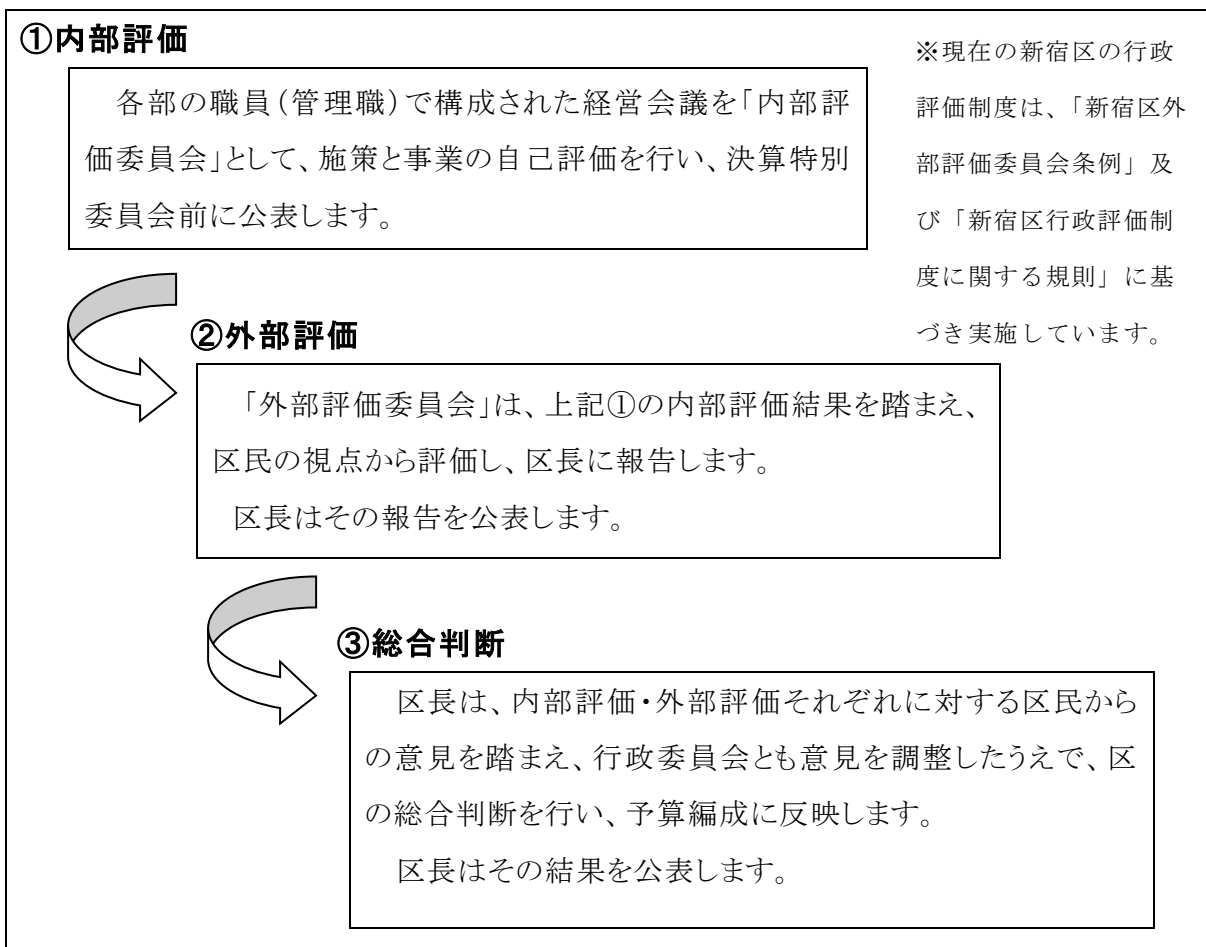 ①内部評価
各部の職員(管理職)で構成された経営会議を「内部評
価委員会」として、施策と事業の自己評価を行い、決算特別
委員会前に公表します。
※現在の新宿区の行政
評価制度は、「新宿区外
部評価委員会条例」及
び「新宿区行政評価制
度に関する規則」に基
づき実施しています。
②外部評価
「外部評価委員会」は、上記①の内部評価結果を踏まえ、
区民の視点から評価し、区長に報告します。
区長はその報告を公表します。
③総合判断
区長は、内部評価・外部評価それぞれに対する区民から
の意見を踏まえ、行政委員会とも意見を調整したうえで、区
の総合判断を行い、予算編成に反映します。
区長はその結果を公表します。